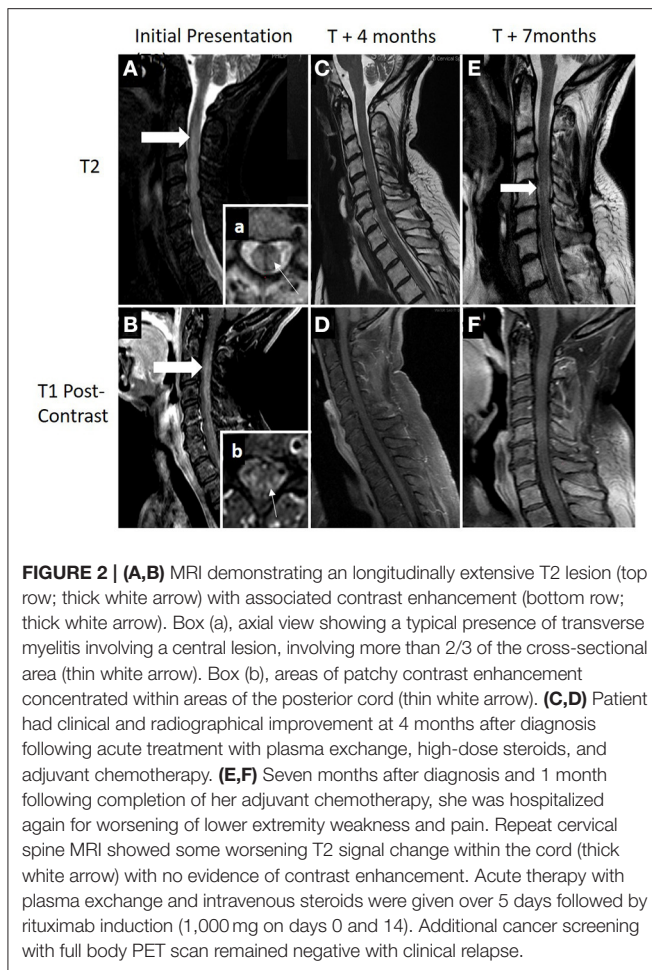 Initial Presentation
T + 4 months
T + 7months
A
C
E
T2
a
B
D
F
T1 Post-
Contrast
b
FIGURE 2 | (A,B) MRI demonstrating an longitudinally extensive T2 lesion (top
row; thick white arrow) with associated contrast enhancement (bottom row;
thick white arrow). Box (a), axial view showing a typical presence of transverse
myelitis involving a central lesion, involving more than 2/3 of the cross-sectional
area (thin white arrow). Box (b), areas of patchy contrast enhancement
concentrated within areas of the posterior cord (thin white arrow). (C,D) Patient
had clinical and radiographical improvement at 4 months after diagnosis
following acute treatment with plasma exchange, high-dose steroids, and
adjuvant chemotherapy. (E,F) Seven months after diagnosis and 1 month
following completion of her adjuvant chemotherapy, she was hospitalized
again for worsening of lower extremity weakness and pain. Repeat cervical
spine MRI showed some worsening T2 signal change within the cord (thick
white arrow) with no evidence of contrast enhancement. Acute therapy with
plasma exchange and intravenous steroids were given over 5 days followed by
rituximab induction (1,000 mg on days 0 and 14). Additional cancer screening
with full body PET scan remained negative with clinical relapse.